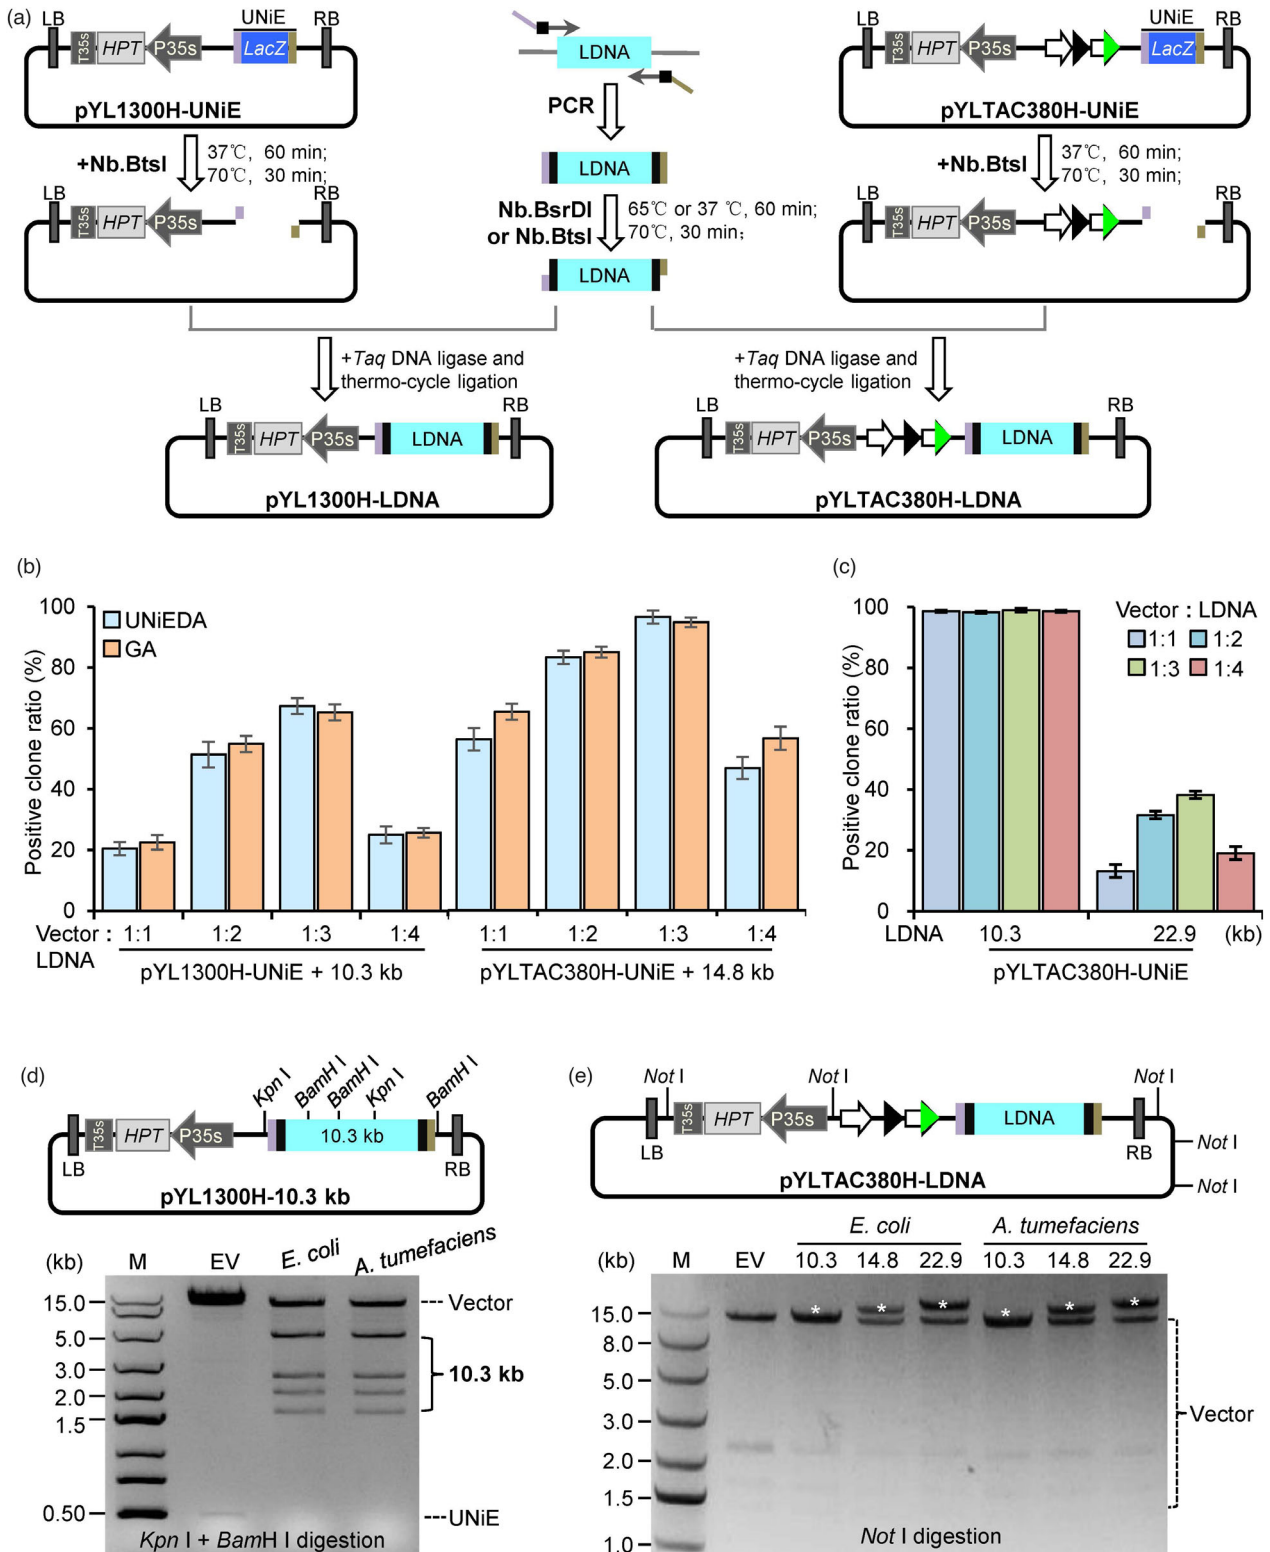 (a)
LB
T35s
HPT
P35s
UNiE
LacZ
RB
pYL1300H-UNiE
+Nb.BtsI
37℃, 60 min;
70℃, 30 min;
LB
T35s
HPT
P35s
RB
LDNA
PCR
LDNA
Nb.BsrDI
or Nb.BtsI
65℃ or 37 ℃, 60 min;
70℃, 30 min;
LDNA
LB
T35s
HPT
P35s
UNiE
LacZ
RB
pYLTAC380H-UNiE
+Nb.BtsI
37℃, 60 min;
70℃, 30 min;
LB
T35s
HPT
P35s
RB
+Taq DNA ligase and
thermo-cycle ligation
+Taq DNA ligase and
thermo-cycle ligation
LB
T35s
HPT
P35s
LDNA
RB
pYL1300H-LDNA
LB
T35s
HPT
P35s
LDNA
RB
pYLTAC380H-LDNA
(b)
Positive clone ratio (%)
100
80
60
40
20
0
UNiEDA
GA
Vector : 1:1 1:2 1:3 1:4 1:1 1:2 1:3 1:4
LDNA
pYL1300H-UNiE + 10.3 kb
pYLTAC380H-UNiE + 14.8 kb
(c)
Positive clone ratio (%)
100
80
60
40
20
0
Vector : LDNA
1:1 1:2
1:3 1:4
LDNA 10.3 22.9 (kb)
pYLTAC380H-UNiE
(d)
Kpn I
BamH I
BamH I
Kpn I
BamH I
T35s
HPT
P35s
10.3 kb
LB
RB
pYL1300H-10.3 kb
(kb) M EV E. coli A. tumefaciens
15.0
5.0
3.0
2.0
1.5
0.50
Vector
10.3 kb
UNiE
Kpn I + BamH I digestion
(e)
Not I
Not I
Not I
T35s
HPT
P35s
LDNA
LB
RB
Not I
Not I
pYLTAC380H-LDNA
E. coli A. tumefaciens
(kb) M EV 10.3 14.8 22.9 10.3 14.8 22.9
15.0
8.0
5.0
3.0
2.0
1.5
1.0
* * * * * *
Vector
Not I digestion